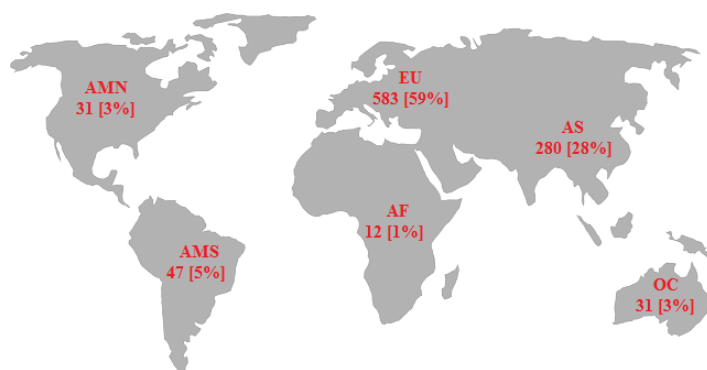 AMN
31 [3%]
EU
583 [59%]
AS
280 [28%]
AF
12 [1%]
AMS
47 [5%]
OC
31 [3%]